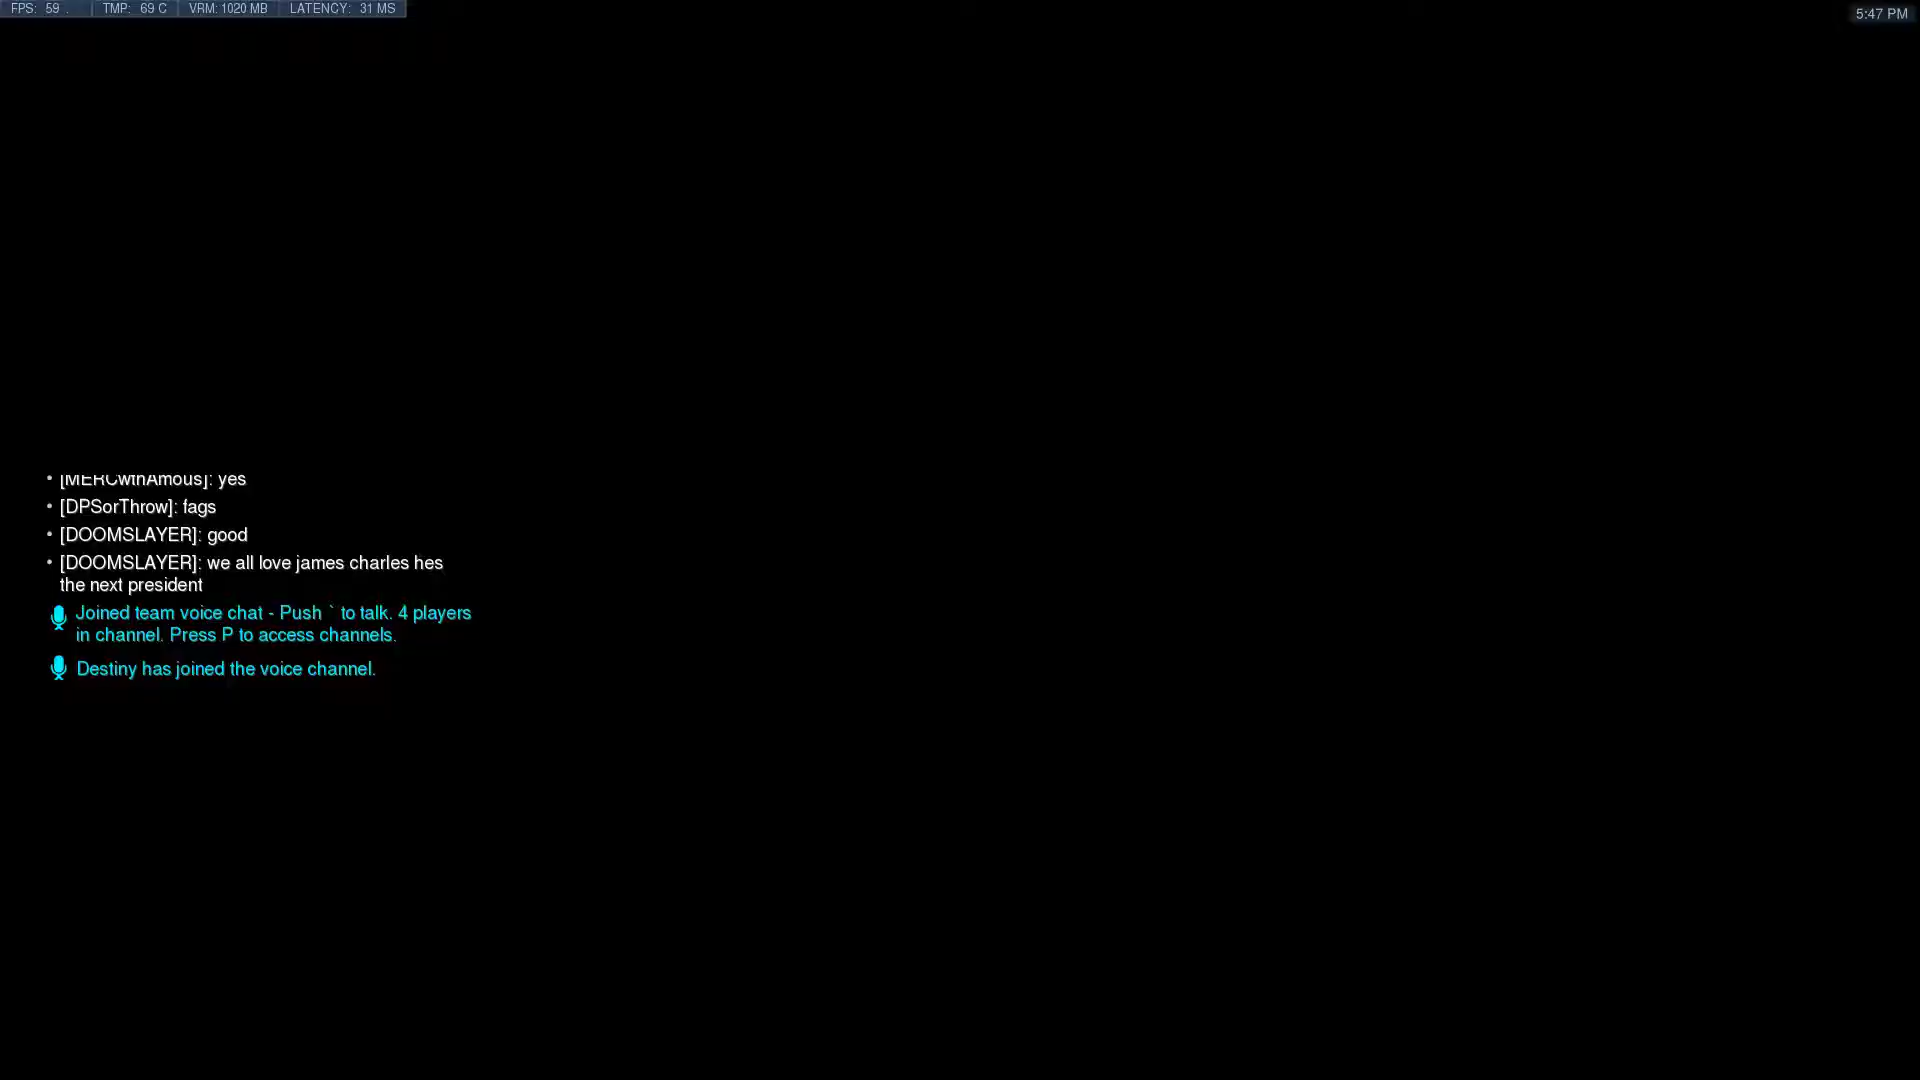 FPS: 59 . TMP: 69 C VRM: 1020 MB LATENCY: 31 MS
5:47 PM
• [MERCwthAmous]: yes
• [DPSorThrow]: fags
• [DOOMSLAYER]: good
• [DOOMSLAYER]: we all love james charles hes
the next president
Joined team voice chat - Push ` to talk. 4 players
in channel. Press P to access channels.
Destiny has joined the voice channel.